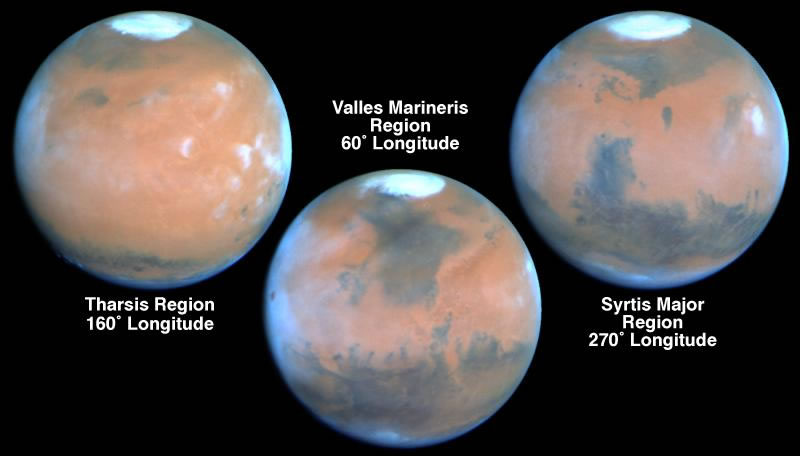 Valles Marineris
Region
60° Longitude
Tharsis Region
160° Longitude
Syrtis Major
Region
270° Longitude